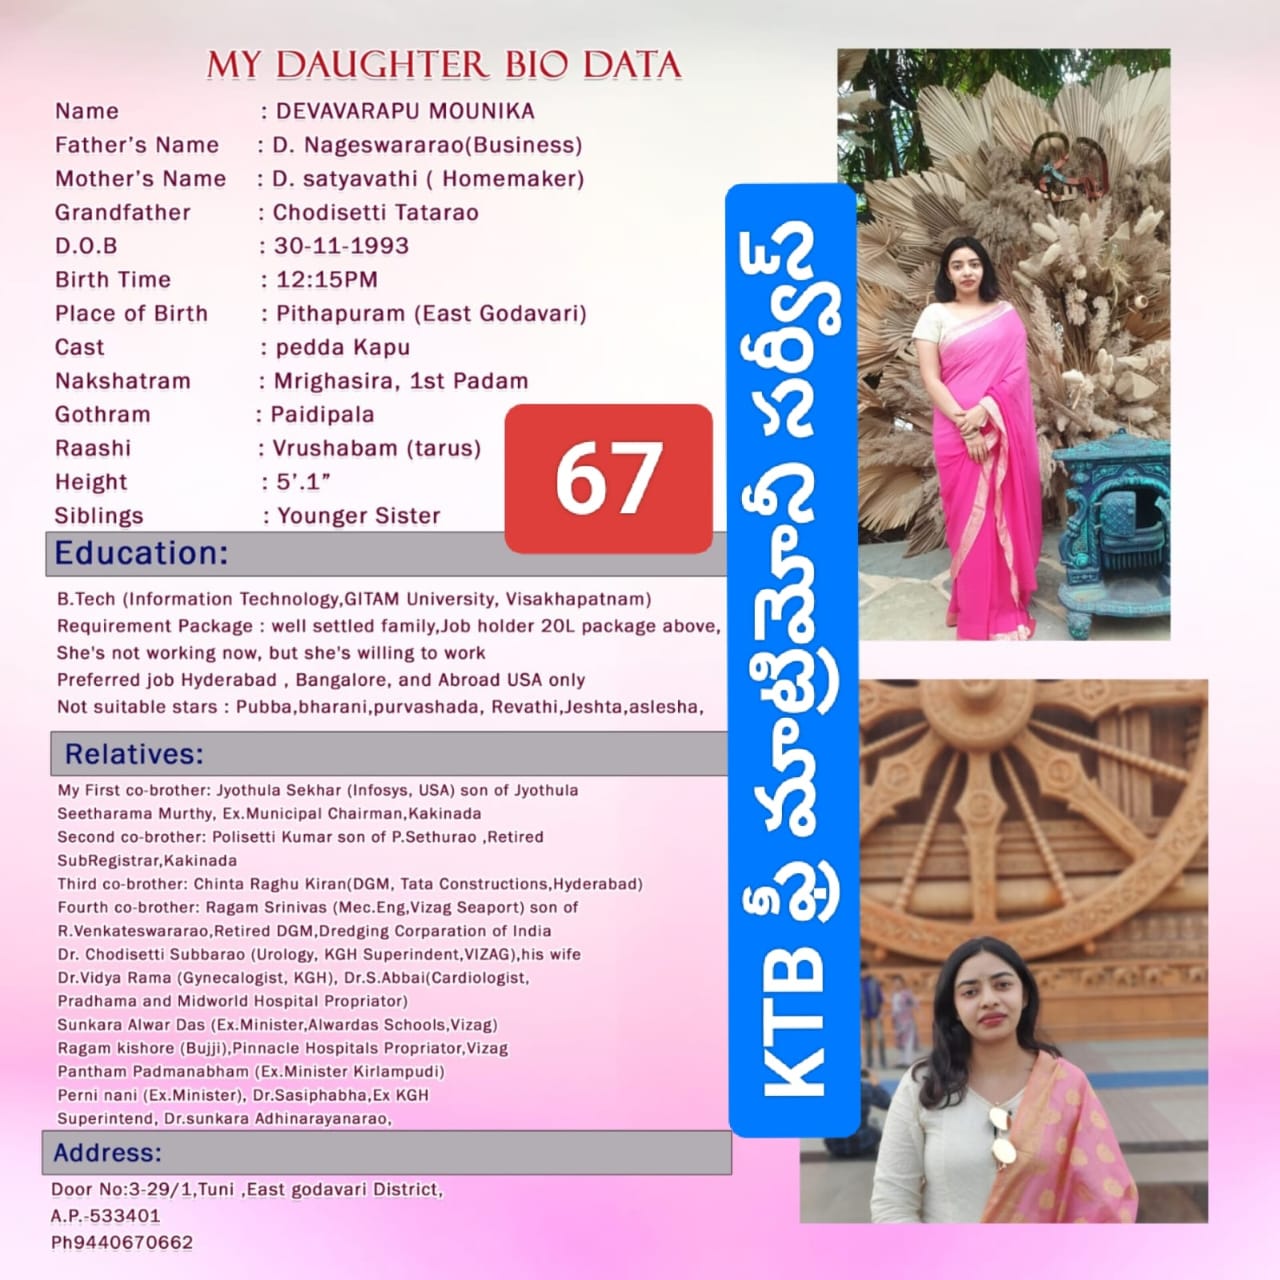 MY DAUGHTER BIO DATA
Name : DEVAVARAPU MOUNIKA
Father's Name : D. Nageswararao(Business)
Mother's Name : D. satyavathi ( Homemaker)
Grandfather : Chodisetti Tatarao
D.O.B : 30-11-1993
Birth Time : 12:15PM
Place of Birth : Pithapuram (East Godavari)
Cast : pedda Kapu
Nakshatram : Mrighasira, 1st Padam
Gothram : Paidipala
Raashi : Vrushabam (tarus)
Height : 5'.1"
Siblings : Younger Sister
67
Education:
B.Tech (Information Technology,GITAM University, Visakhapatnam)
Requirement Package : well settled family,Job holder 20L package above,
She's not working now, but she's willing to work
Preferred job Hyderabad , Bangalore, and Abroad USA only
Not suitable stars : Pubba,bharani,purvashada, Revathi,Jeshta,aslesha,
Relatives:
My First co-brother: Jyothula Sekhar (Infosys, USA) son of Jyothula
Seetharama Murthy, Ex.Municipal Chairman,Kakinada
Second co-brother: Polisetti Kumar son of P.Sethurao ,Retired
SubRegistrar,Kakinada
Third co-brother: Chinta Raghu Kiran(DGM, Tata Constructions,Hyderabad)
Fourth co-brother: Ragam Srinivas (Mec.Eng,Vizag Seaport) son of
R.Venkateswararao,Retired DGM,Dredging Corparation of India
Dr. Chodisetti Subbarao (Urology, KGH Superindent,VIZAG),his wife
Dr.Vidya Rama (Gynecalogist, KGH), Dr.S.Abbai(Cardiologist,
Pradhama and Midworld Hospital Propriator)
Sunkara Alwar Das (Ex.Minister,Alwardas Schools,Vizag)
Ragam kishore (Bujji),Pinnacle Hospitals Propriator,Vizag
Pantham Padmanabham (Ex.Minister Kirlampudi)
Perni nani (Ex.Minister), Dr.Sasiphabha,Ex KGH
Superintend, Dr.sunkara Adhinarayanarao,
Address:
Door No:3-29/1,Tuni ,East godavari District,
A.P.-533401
Ph9440670662
KTB ఫ్రీ మ్యాట్రిమోనీ సర్వీస్